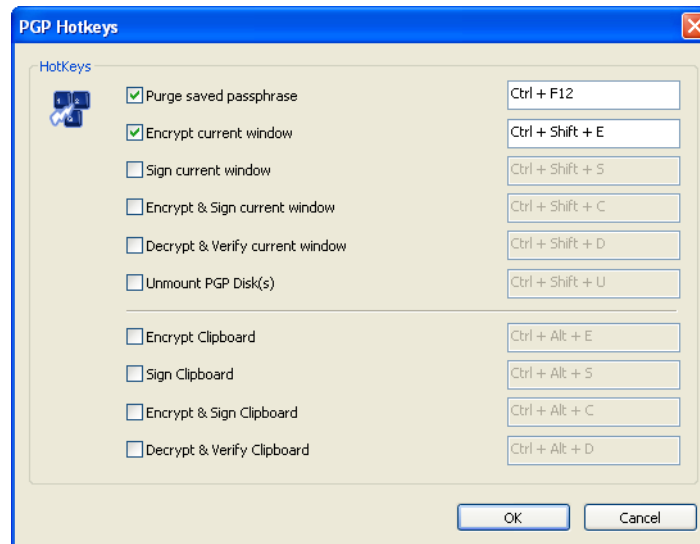 PGP Hotkeys
HotKeys
Purge saved passphrase Ctrl + F12
Encrypt current window Ctrl + Shift + E
Sign current window Ctrl + Shift + S
Encrypt & Sign current window Ctrl + Shift + C
Decrypt & Verify current window Ctrl + Shift + D
Unmount PGP Disk(s) Ctrl + Shift + U
Encrypt Clipboard Ctrl + Alt + E
Sign Clipboard Ctrl + Alt + S
Encrypt & Sign Clipboard Ctrl + Alt + C
Decrypt & Verify Clipboard Ctrl + Alt + D
OK Cancel